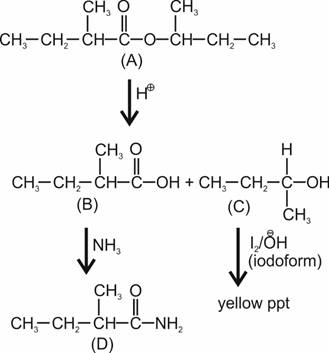 CH₃ O CH₃
CH₃—CH₂—CH—C—O—CH—CH₂—CH₃
(A)
H⊕
CH₃ O H
CH₃—CH₂—CH—C—OH + CH₃—CH₂—C—OH
(B) (C) CH₃
NH₃ I₂/O⊖H
(iodoform)
CH₃ O yellow ppt
CH₃—CH₂—CH—C—NH₂
(D)